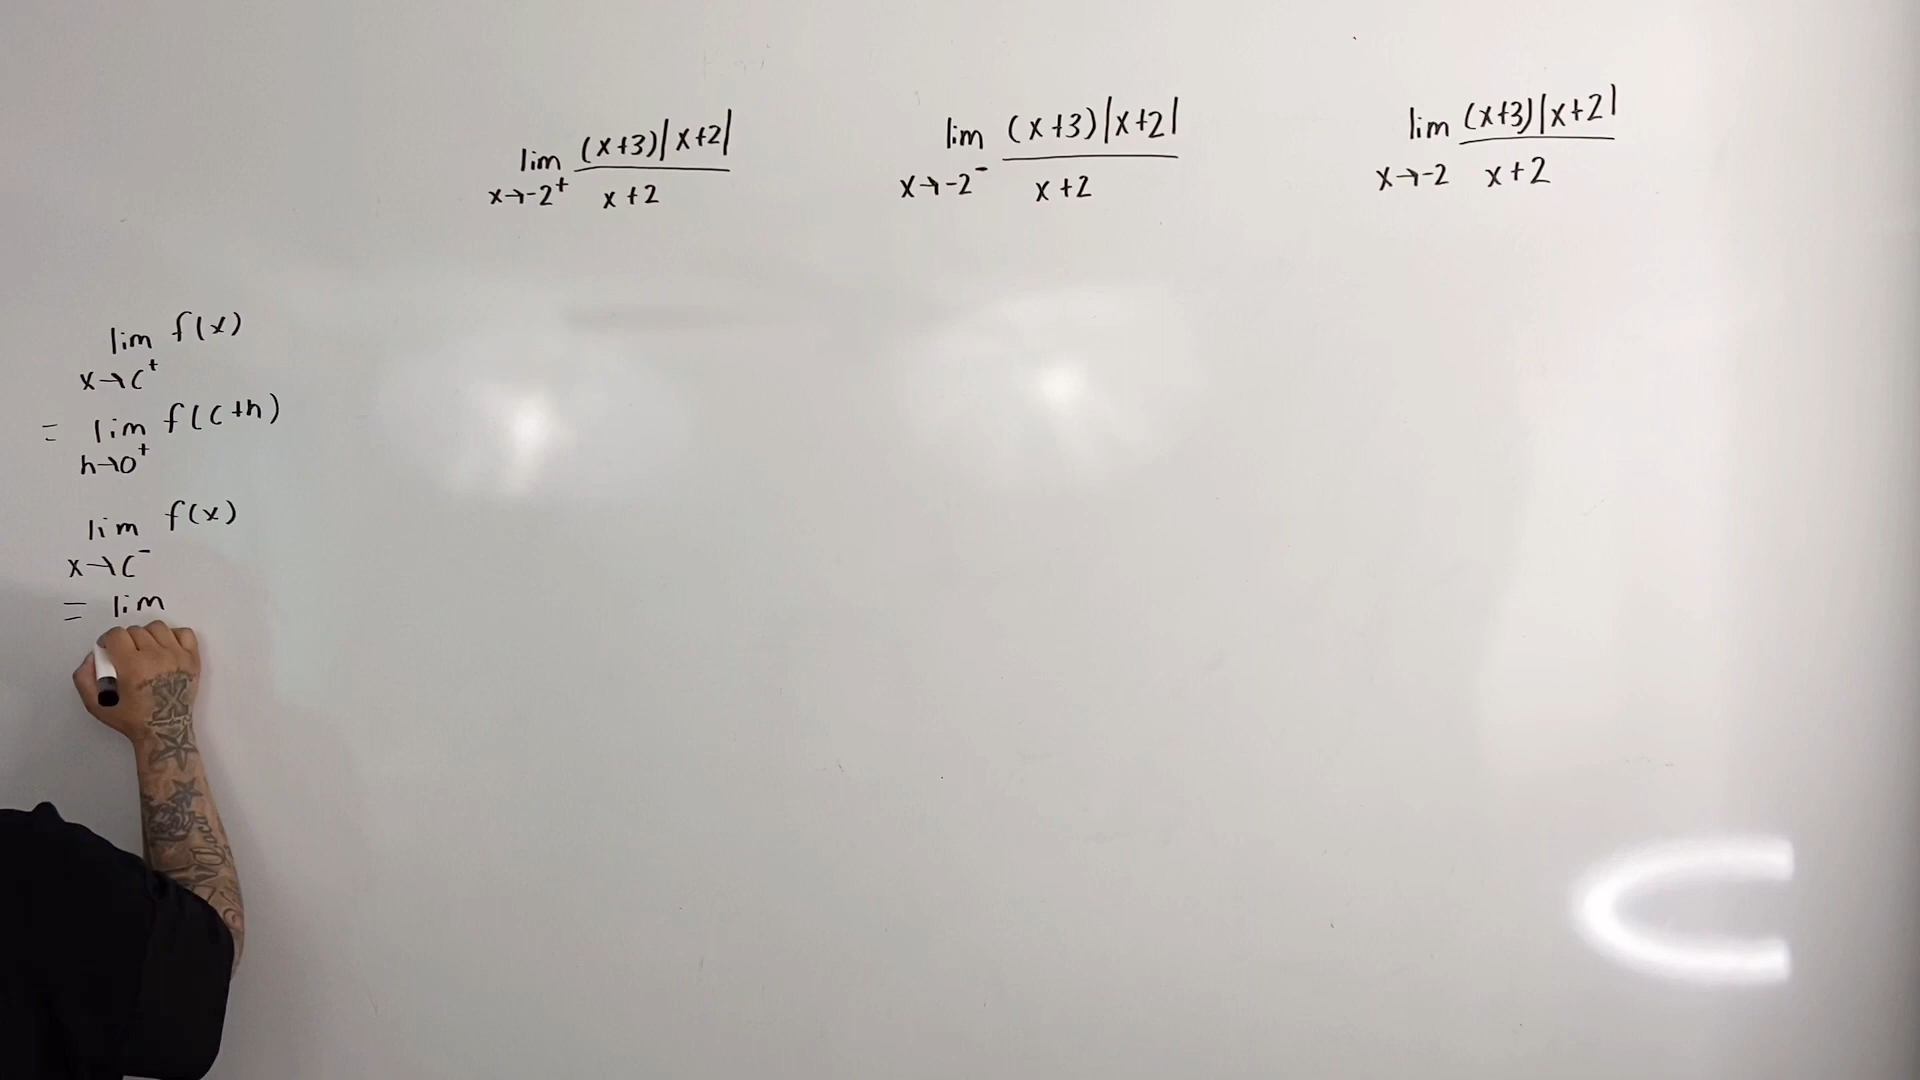 lim (x+3)|x+2|
x→-2⁺ x+2
lim (x+3)|x+2|
x→-2⁻ x+2
lim (x+3)|x+2|
x→-2 x+2
lim f(x)
x→c⁺
= lim f(c+h)
h→0⁺
lim f(x)
x→c⁻
= lim